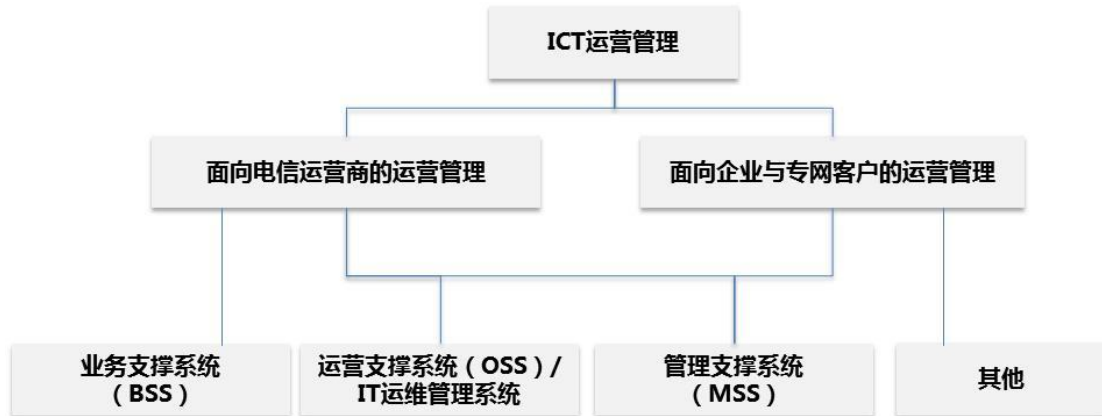 ICT运营管理
面向电信运营商的运营管理
面向企业与专网客户的运营管理
业务支撑系统
（BSS）
运营支撑系统（OSS）/
IT运维管理系统
管理支撑系统
（MSS）
其他